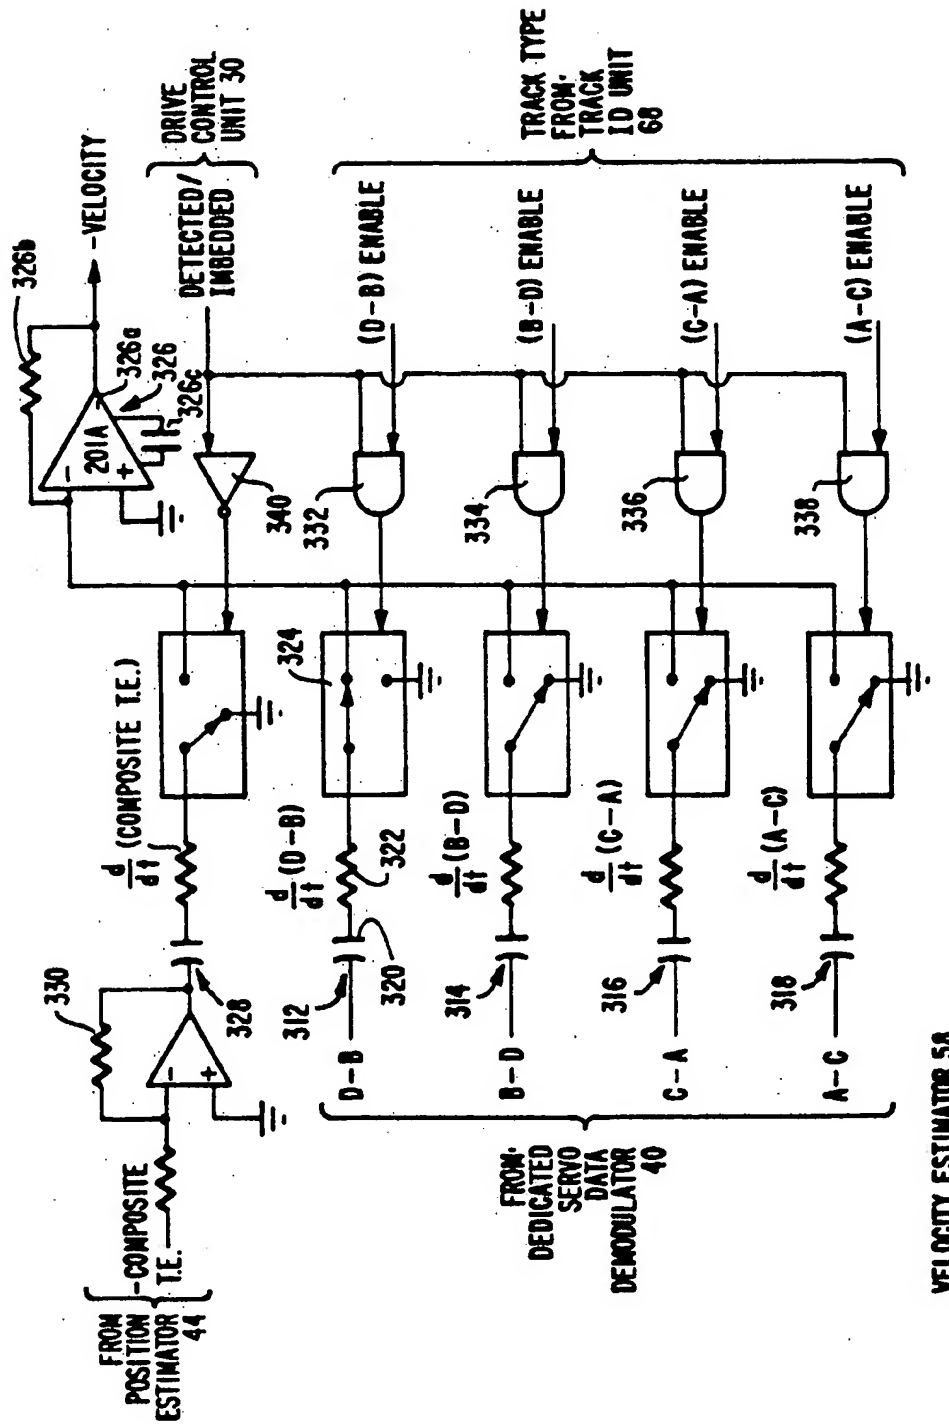 FROM
POSITION
ESTIMATOR
44
-COMPOSITE
T.E.
330
328
d/dt (COMPOSITE T.E.)
-VELOCITY
326b
326a
326
326c
201A
-
+
-
+
DETECTED/
IMBEDDED
DRIVE
CONTROL
UNIT 30
340
FROM
DEDICATED
SERVO
DATA
DEMODULATOR
40
D-B
312
320
d/dt (D-B)
322
324
332
(D-B) ENABLE
B-D
314
d/dt (B-D)
334
(B-D) ENABLE
C-A
316
d/dt (C-A)
336
(C-A) ENABLE
A-C
318
d/dt (A-C)
338
(A-C) ENABLE
TRACK TYPE
FROM
TRACK
ID UNIT
68
VELOCITY ESTIMATOR 58